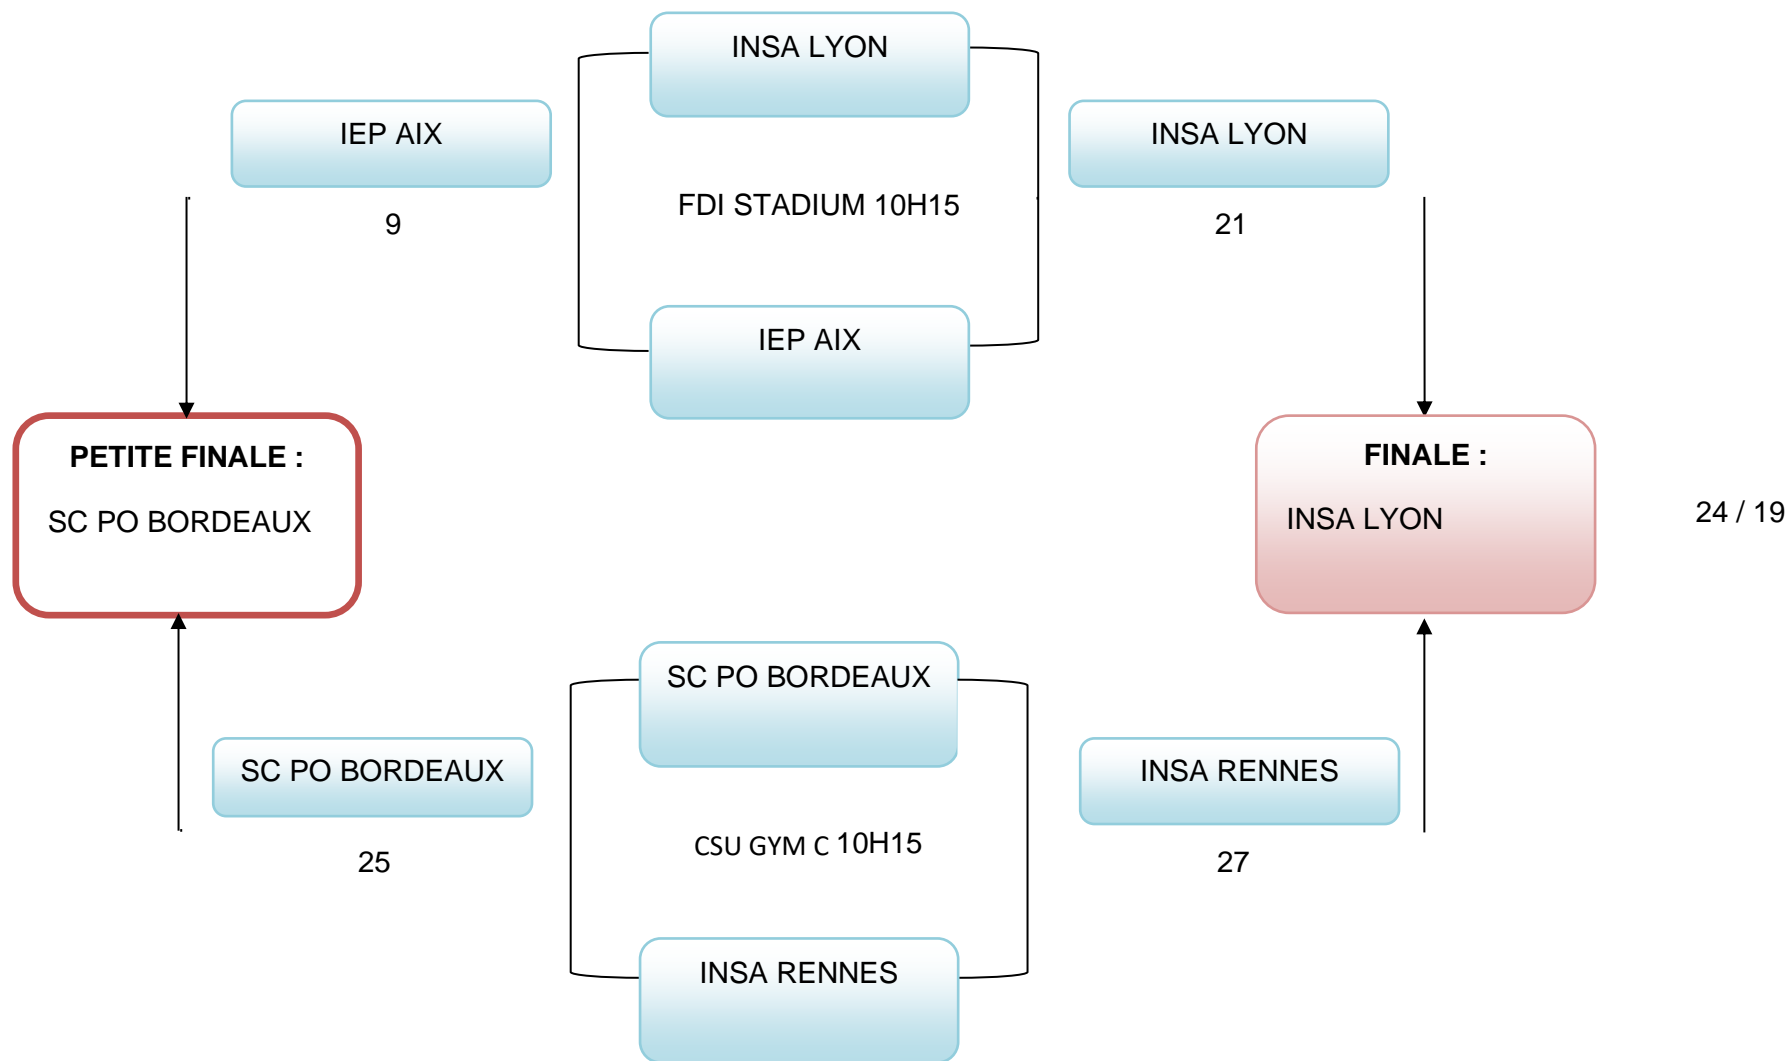 INSA LYON
IEP AIX
INSA LYON
FDI STADIUM 10H15
9
21
IEP AIX
PETITE FINALE :
SC PO BORDEAUX
FINALE :
INSA LYON
24 / 19
SC PO BORDEAUX
SC PO BORDEAUX
INSA RENNES
CSU GYM C 10H15
25
27
INSA RENNES